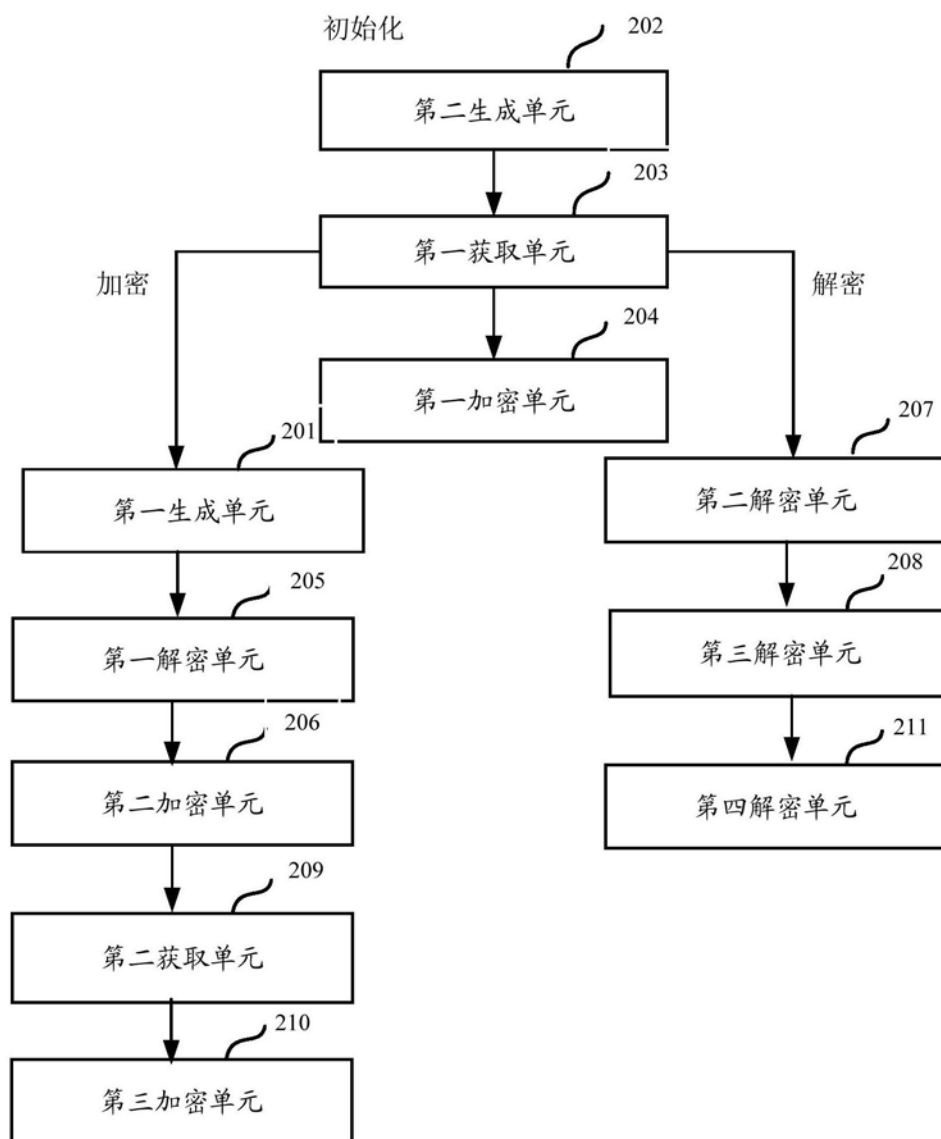 初始化
202
第二生成单元
203
第一获取单元
加密
解密
204
第一加密单元
201
第一生成单元
207
第二解密单元
205
第一解密单元
208
第三解密单元
206
第二加密单元
211
第四解密单元
209
第二获取单元
210
第三加密单元